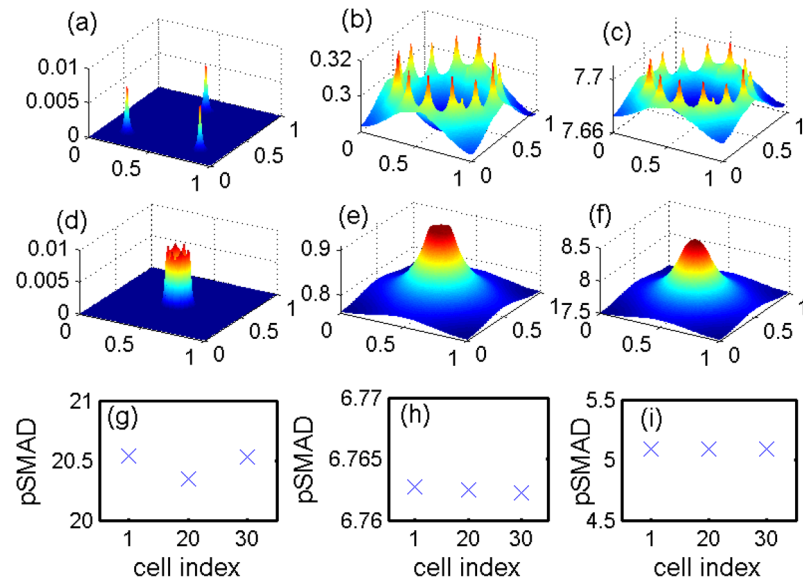 (a) (b) (c)
0.01 0.005 0 0 0.5 1 0 0.5 1
0.32 0.3 0 0.5 1 0 0.5 1
7.7 7.66 0 0.5 1 0 0.5 1
(d) (e) (f)
0.01 0.005 0 0 0.5 1 0 0.5 1
0.9 0.8 0 0.5 1 0 0.5 1
8.5 8 7.5 0 0.5 1 0 0.5 1
(g) (h) (i)
pSMAD 21 20.5 20 1 20 30
pSMAD 6.77 6.765 6.76 1 20 30
pSMAD 5.5 5 4.5 1 20 30
cell index cell index cell index